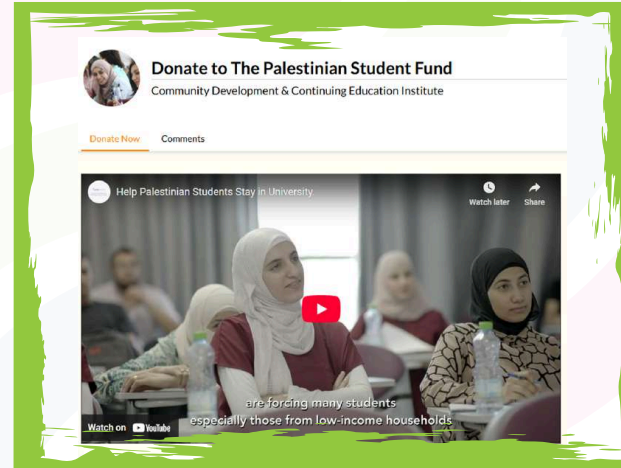 Donate to The Palestinian Student Fund
Community Development & Continuing Education Institute
Donate Now Comments
Help Palestinian Students Stay in University
Watch later Share
are forcing many students
especially those from low-income households
Watch on YouTube